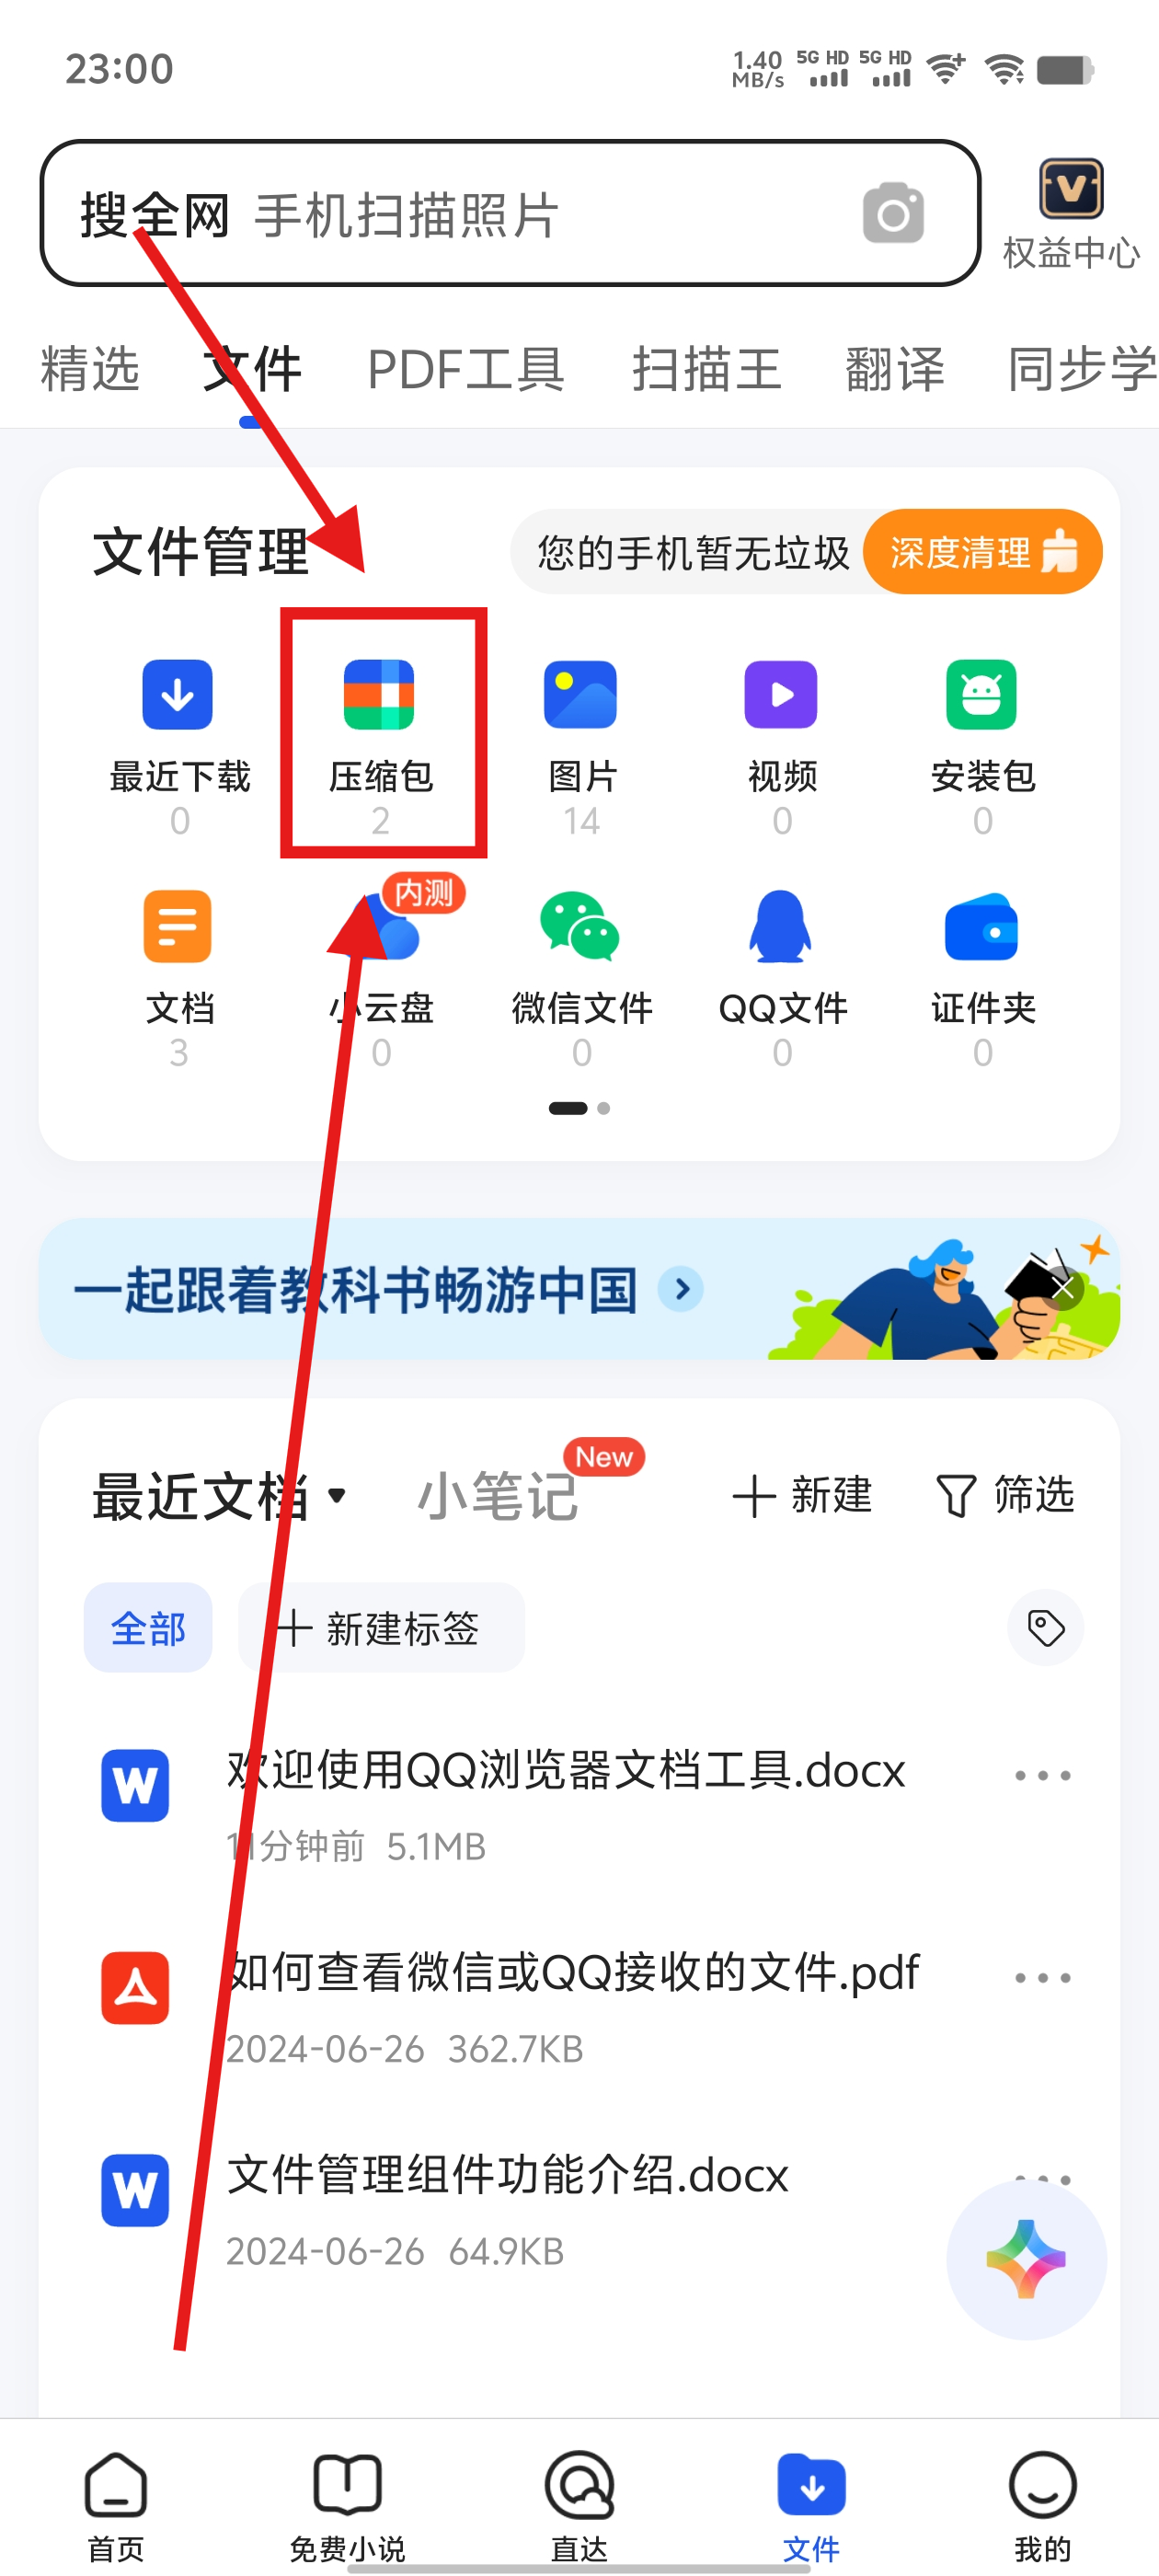 23:00
1.40 MB/s 5G HD 5G HD
搜全网 手机扫描照片
权益中心
精选 文件 PDF工具 扫描王 翻译 同步学
文件管理 您的手机暂无垃圾 深度清理
最近下载 压缩包 图片 视频 安装包
0 2 14 0 0
内测
文档 小云盘 微信文件 QQ文件 证件夹
3 0 0 0 0
一起跟着教科书畅游中国
New
最近文档 小笔记 新建 筛选
全部 新建标签
欢迎使用QQ浏览器文档工具.docx
11分钟前 5.1MB
如何查看微信或QQ接收的文件.pdf
2024-06-26 362.7KB
文件管理组件功能介绍.docx
2024-06-26 64.9KB
首页 免费小说 直达 文件 我的